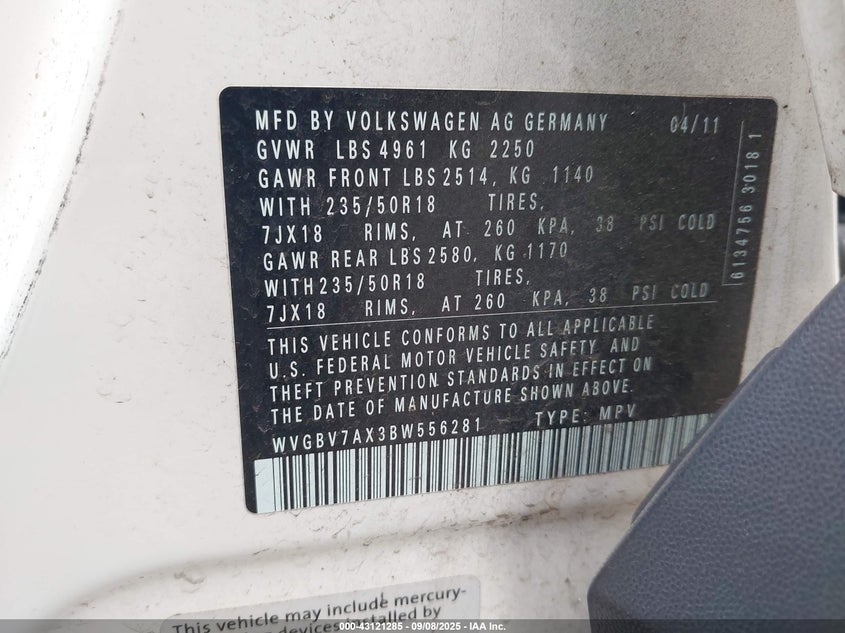 MFD BY VOLKSWAGEN AG GERMANY 04/11
GVWR LBS 4961 KG 2250
GAWR FRONT LBS 2514, KG 1140
WITH 235/50R18 TIRES,
7JX18 RIMS, AT 260 KPA, 38 PSI COLD
GAWR REAR LBS 2580, KG 1170
WITH235/50R18 TIRES,
7JX18 RIMS, AT 260 KPA, 38 PSI COLD
THIS VEHICLE CONFORMS TO ALL APPLICABLE
U.S. FEDERAL MOTOR VEHICLE SAFETY AND
THEFT PREVENTION STANDARDS IN EFFECT ON
THE DATE OF MANUFACTURE SHOWN ABOVE.
WVGBV7AX3BW556281 TYPE: MPV
6134756 3018 1
This vehicle may include mercury-
devices installed by
000-43121285 - 09/08/2025 - IAA Inc.